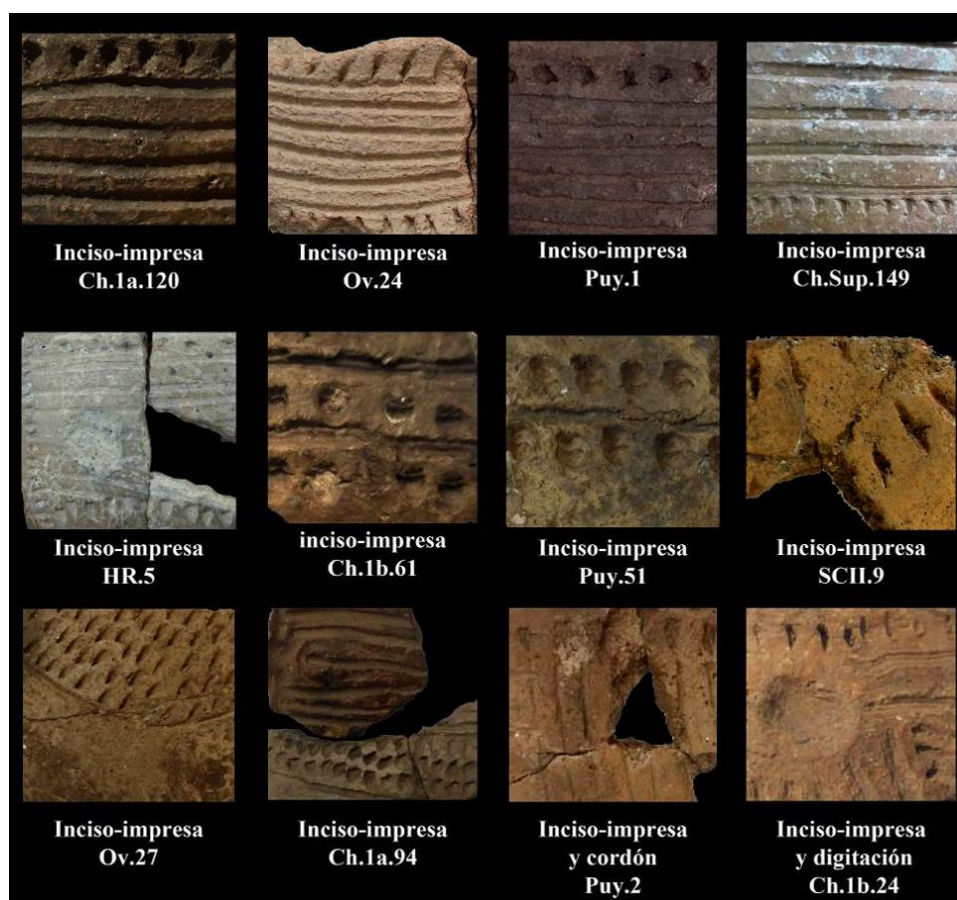 Inciso-impresa
Ch.1a.120
Inciso-impresa
Ov.24
Inciso-impresa
Puy.1
Inciso-impresa
Ch.Sup.149
Inciso-impresa
HR.5
inciso-impresa
Ch.1b.61
Inciso-impresa
Puy.51
Inciso-impresa
SCII.9
Inciso-impresa
Ov.27
Inciso-impresa
Ch.1a.94
Inciso-impresa
y cordón
Puy.2
Inciso-impresa
y digitación
Ch.1b.24